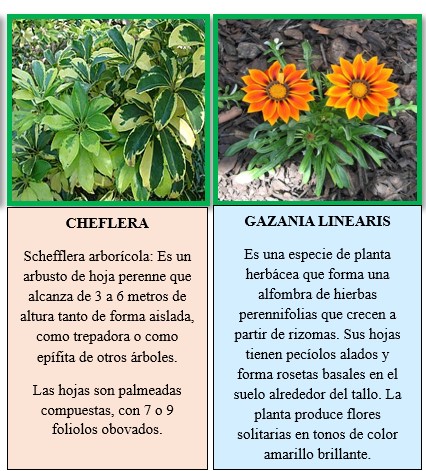 CHEFLERA
Schefflera arborícola: Es un
arbusto de hoja perenne que
alcanza de 3 a 6 metros de
altura tanto de forma aislada,
como trepadora o como
epífita de otros árboles.
Las hojas son palmeadas
compuestas, con 7 o 9
foliolos obovados.
GAZANIA LINEARIS
Es una especie de planta
herbácea que forma una
alfombra de hierbas
perennifolias que crecen a
partir de rizomas. Sus hojas
tienen pecíolos alados y
forma rosetas basales en el
suelo alrededor del tallo. La
planta produce flores
solitarias en tonos de color
amarillo brillante.